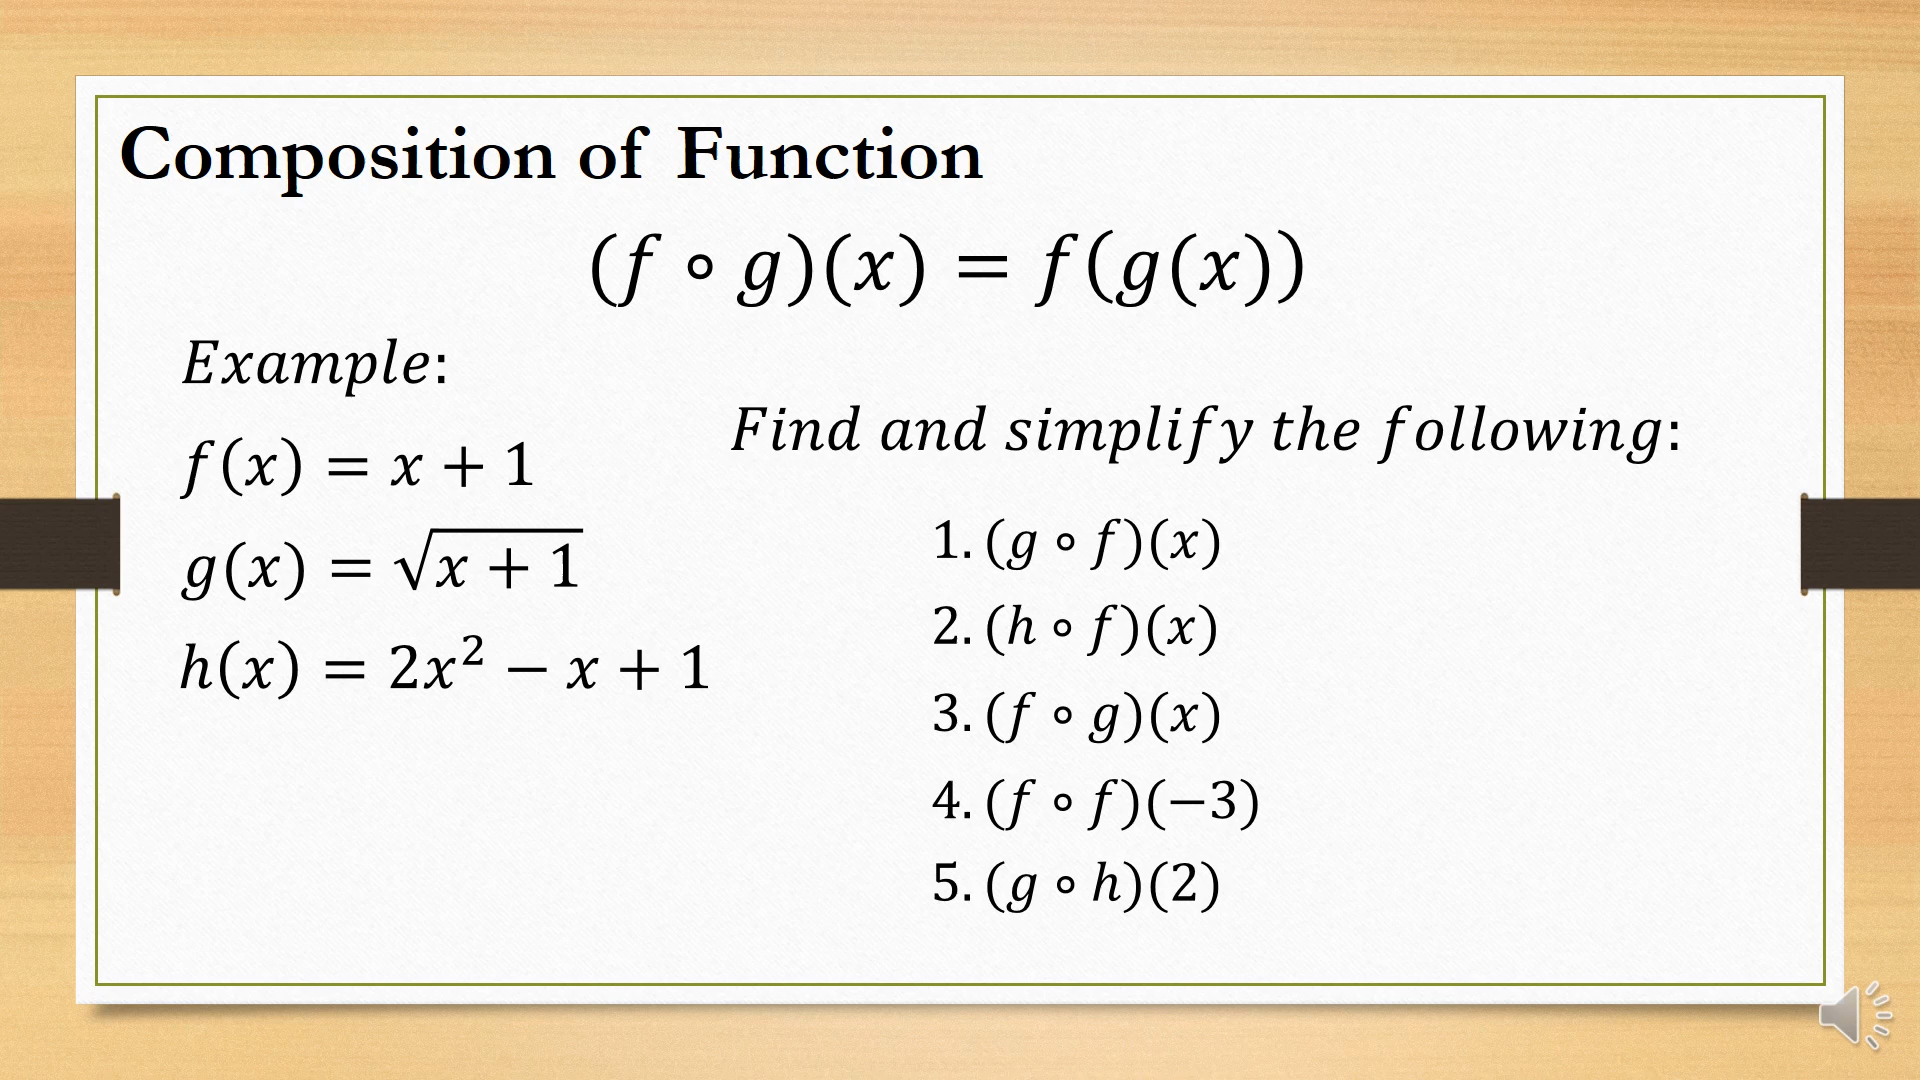 Composition of Function
(f ∘ g)(x) = f(g(x))
Example:
f(x) = x + 1
g(x) = √(x + 1)
h(x) = 2x² − x + 1
Find and simplify the following:
1. (g ∘ f)(x)
2. (h ∘ f)(x)
3. (f ∘ g)(x)
4. (f ∘ f)(−3)
5. (g ∘ h)(2)